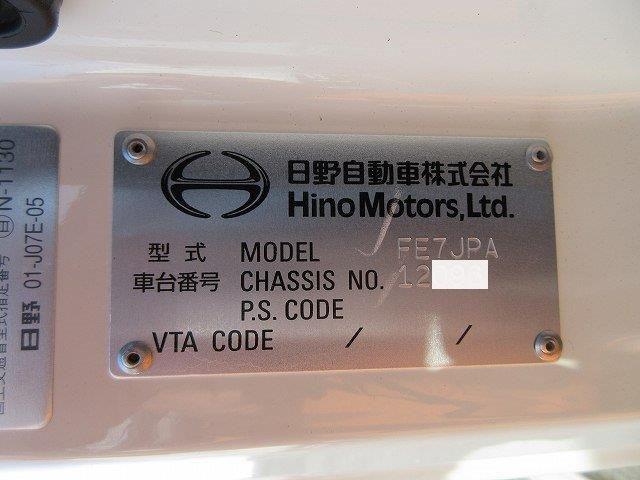 日野自動車株式会社
Hino Motors, Ltd.
型式 MODEL FE7JPA
車台番号 CHASSIS NO. 12
P.S. CODE
VTA CODE / /
日野 01-J07E-05
日 N-1130